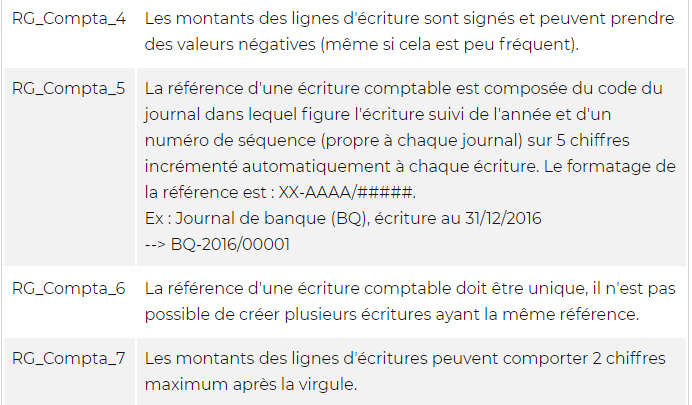 RG_Compta_4 Les montants des lignes d'écriture sont signés et peuvent prendre
des valeurs négatives (même si cela est peu fréquent).
RG_Compta_5 La référence d'une écriture comptable est composée du code du
journal dans lequel figure l'écriture suivi de l'année et d'un
numéro de séquence (propre à chaque journal) sur 5 chiffres
incrémenté automatiquement à chaque écriture. Le formatage de
la référence est : XX-AAAA/#####.
Ex : Journal de banque (BQ), écriture au 31/12/2016
--> BQ-2016/00001
RG_Compta_6 La référence d'une écriture comptable doit être unique, il n'est pas
possible de créer plusieurs écritures ayant la même référence.
RG_Compta_7 Les montants des lignes d'écritures peuvent comporter 2 chiffres
maximum après la virgule.